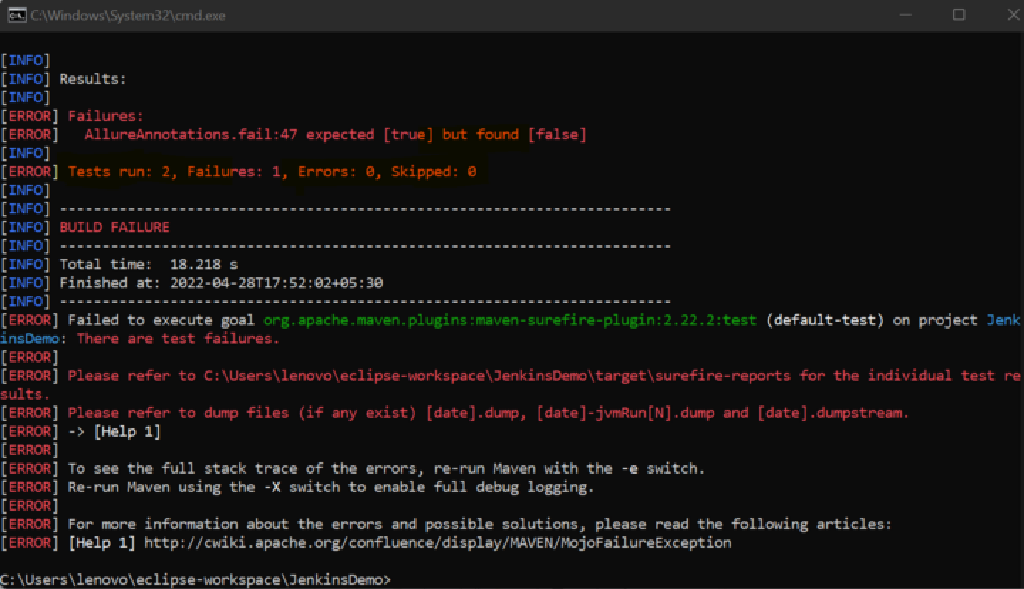 C:\Windows\System32\cmd.exe
[INFO]
[INFO] Results:
[INFO]
[ERROR] Failures:
[ERROR]   AllureAnnotations.fail:47 expected [true] but found [false]
[INFO]
[ERROR] Tests run: 2, Failures: 1, Errors: 0, Skipped: 0
[INFO]
[INFO] ------------------------------------------------------------------------
[INFO] BUILD FAILURE
[INFO] ------------------------------------------------------------------------
[INFO] Total time:  18.218 s
[INFO] Finished at: 2022-04-28T17:52:02+05:30
[INFO] ------------------------------------------------------------------------
[ERROR] Failed to execute goal org.apache.maven.plugins:maven-surefire-plugin:2.22.2:test (default-test) on project Jenk
insDemo: There are test failures.
[ERROR]
[ERROR] Please refer to C:\Users\lenovo\eclipse-workspace\JenkinsDemo\target\surefire-reports for the individual test re
sults.
[ERROR] Please refer to dump files (if any exist) [date].dump, [date]-jvmRun[N].dump and [date].dumpstream.
[ERROR] -> [Help 1]
[ERROR]
[ERROR] To see the full stack trace of the errors, re-run Maven with the -e switch.
[ERROR] Re-run Maven using the -X switch to enable full debug logging.
[ERROR]
[ERROR] For more information about the errors and possible solutions, please read the following articles:
[ERROR] [Help 1] http://cwiki.apache.org/confluence/display/MAVEN/MojoFailureException
C:\Users\lenovo\eclipse-workspace\JenkinsDemo>